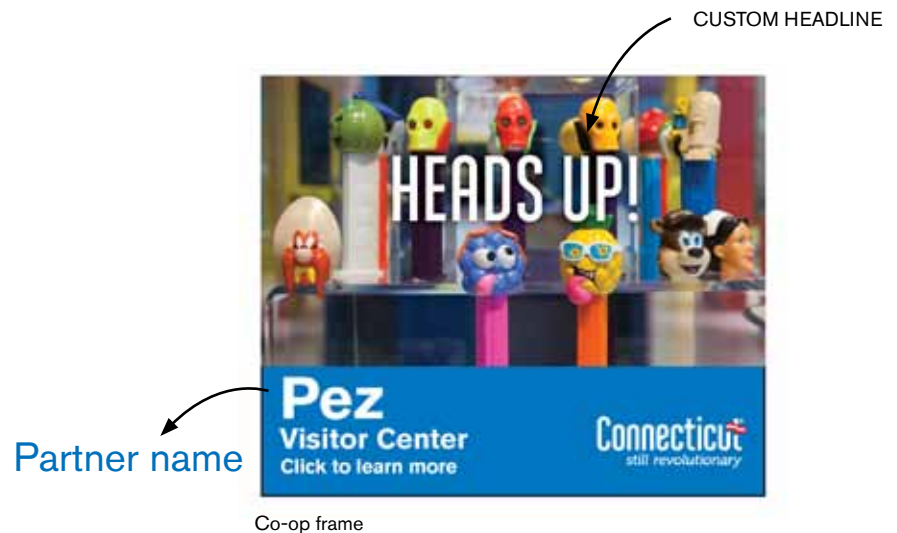 CUSTOM HEADLINE
HEADS UP!
Pez
Visitor Center
Click to learn more
Connecticut
still revolutionary
Partner name
Co-op frame